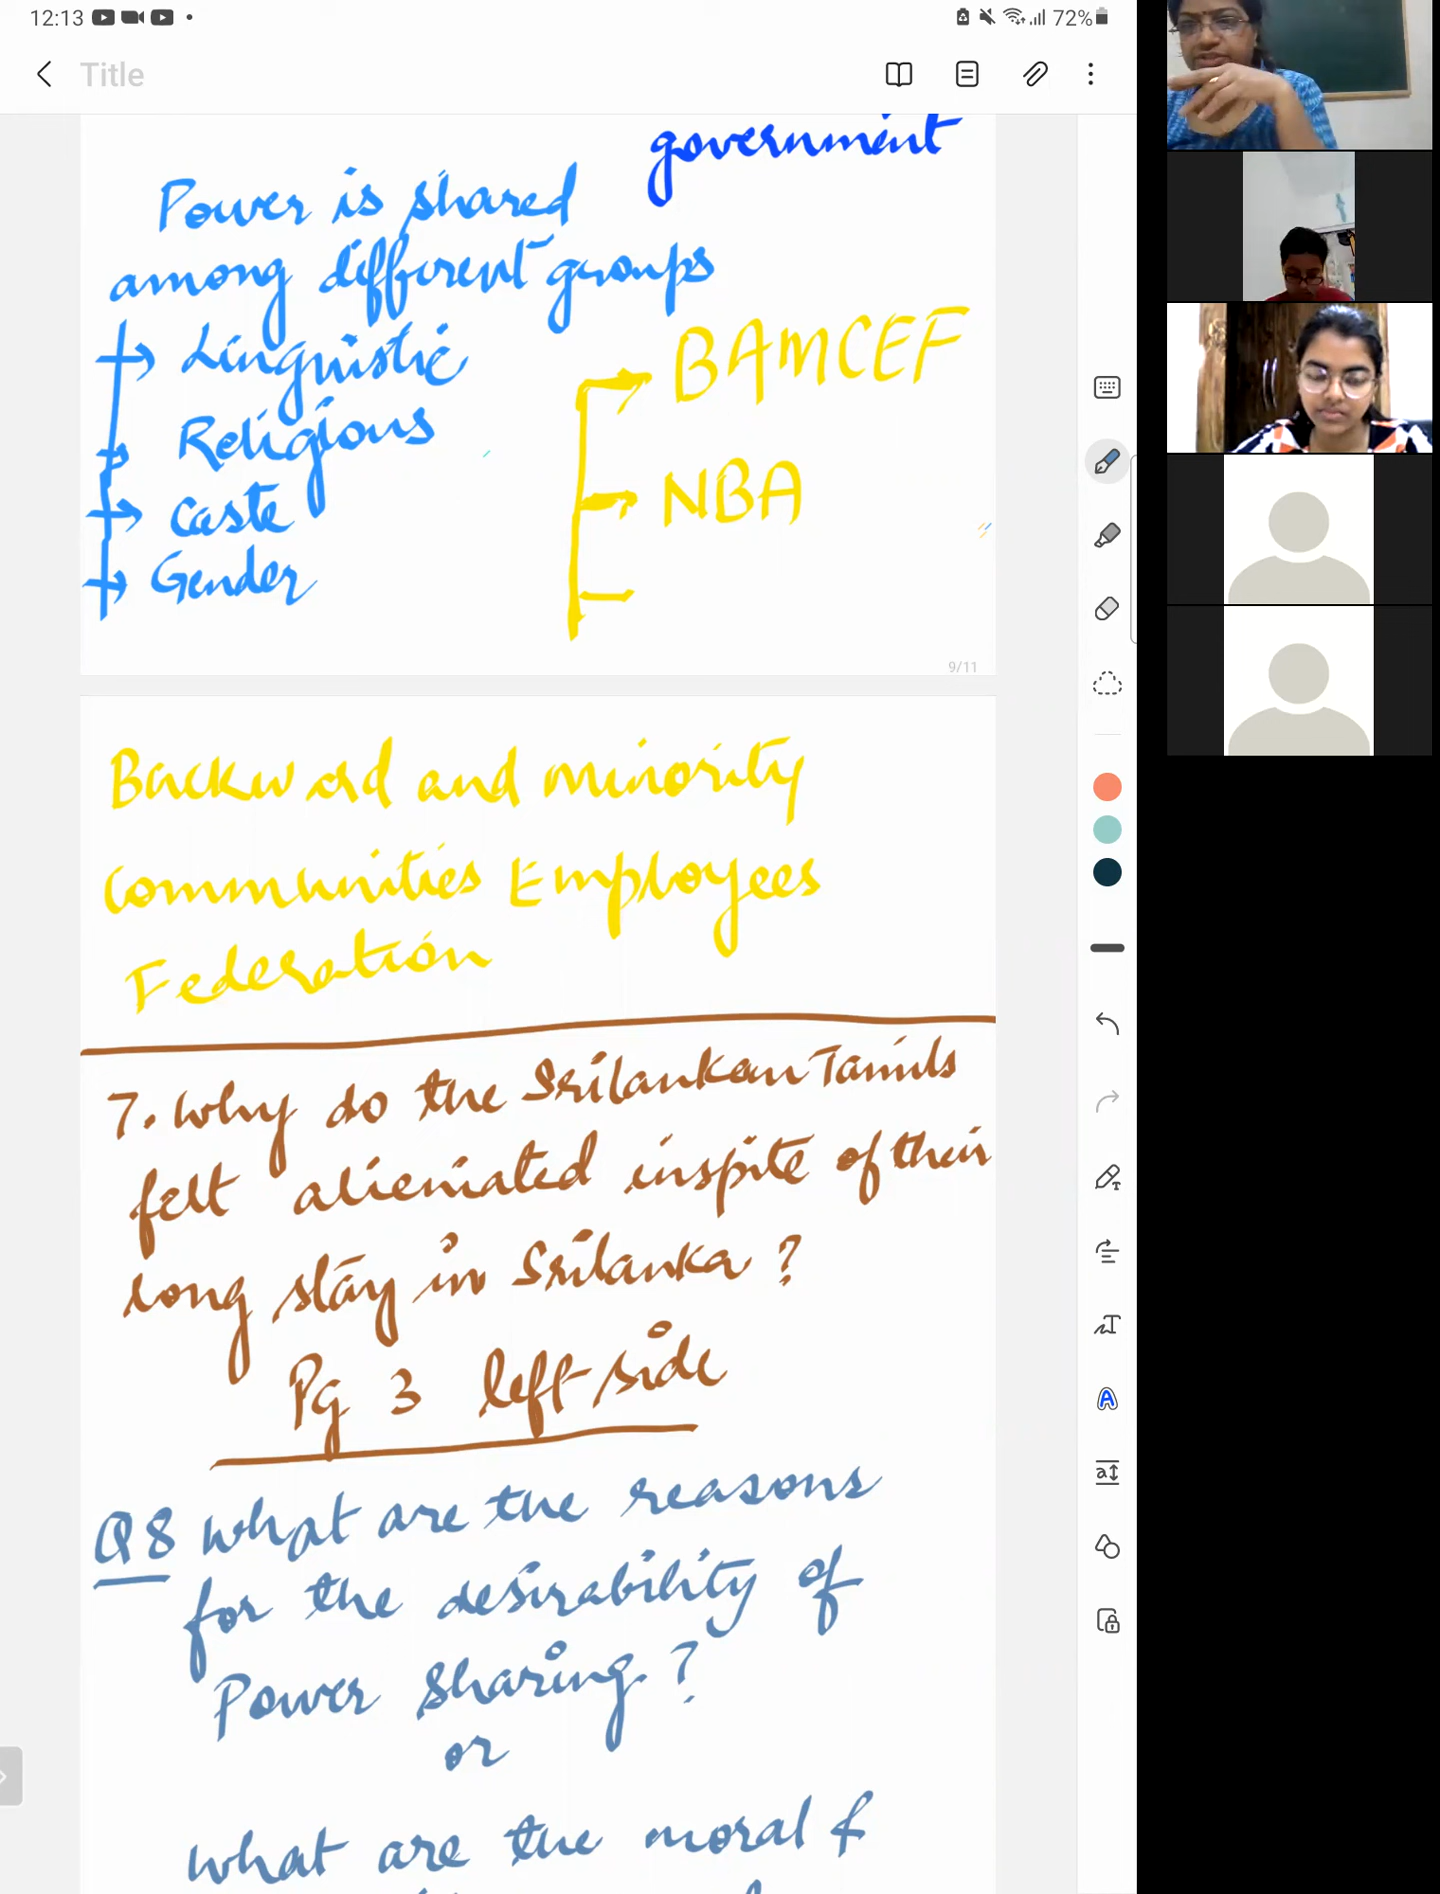 12:13
72%
Title
government
Power is shared
among different groups
Linguistic
Religious
Caste
Gender
BAMCEF
NBA
9/11
Backward and minority
Communities Employees
Federation
7. Why do the Srilankan Tamils
felt alieniated inspite of their
long stay in Srilanka?
Pg 3 left side
Q8 What are the reasons
for the desirability of
Power sharing.?
or
What are the moral &